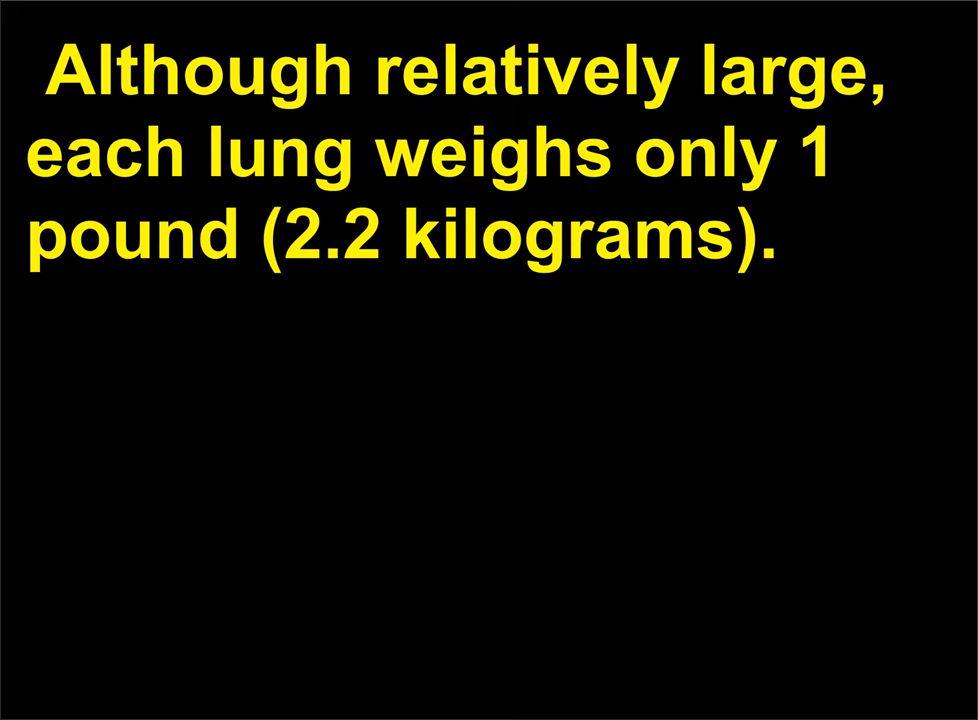 Although relatively large,
each lung weighs only 1
pound (2.2 kilograms).